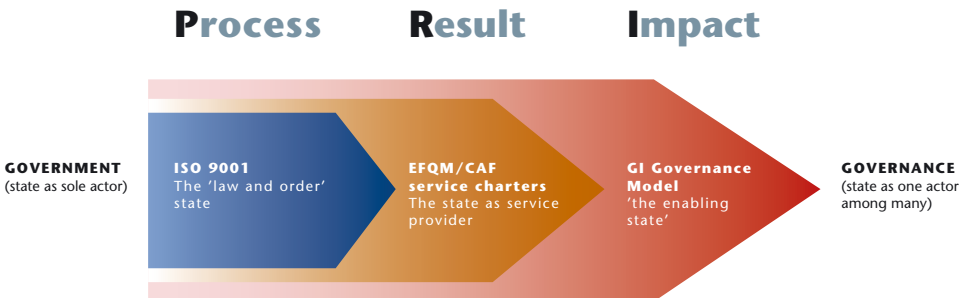 Process Result Impact
GOVERNMENT
(state as sole actor)
ISO 9001
The ‘law and order’
state
EFQM/CAF
service charters
The state as service
provider
GI Governance
Model
‘the enabling
state’
GOVERNANCE
(state as one actor
among many)